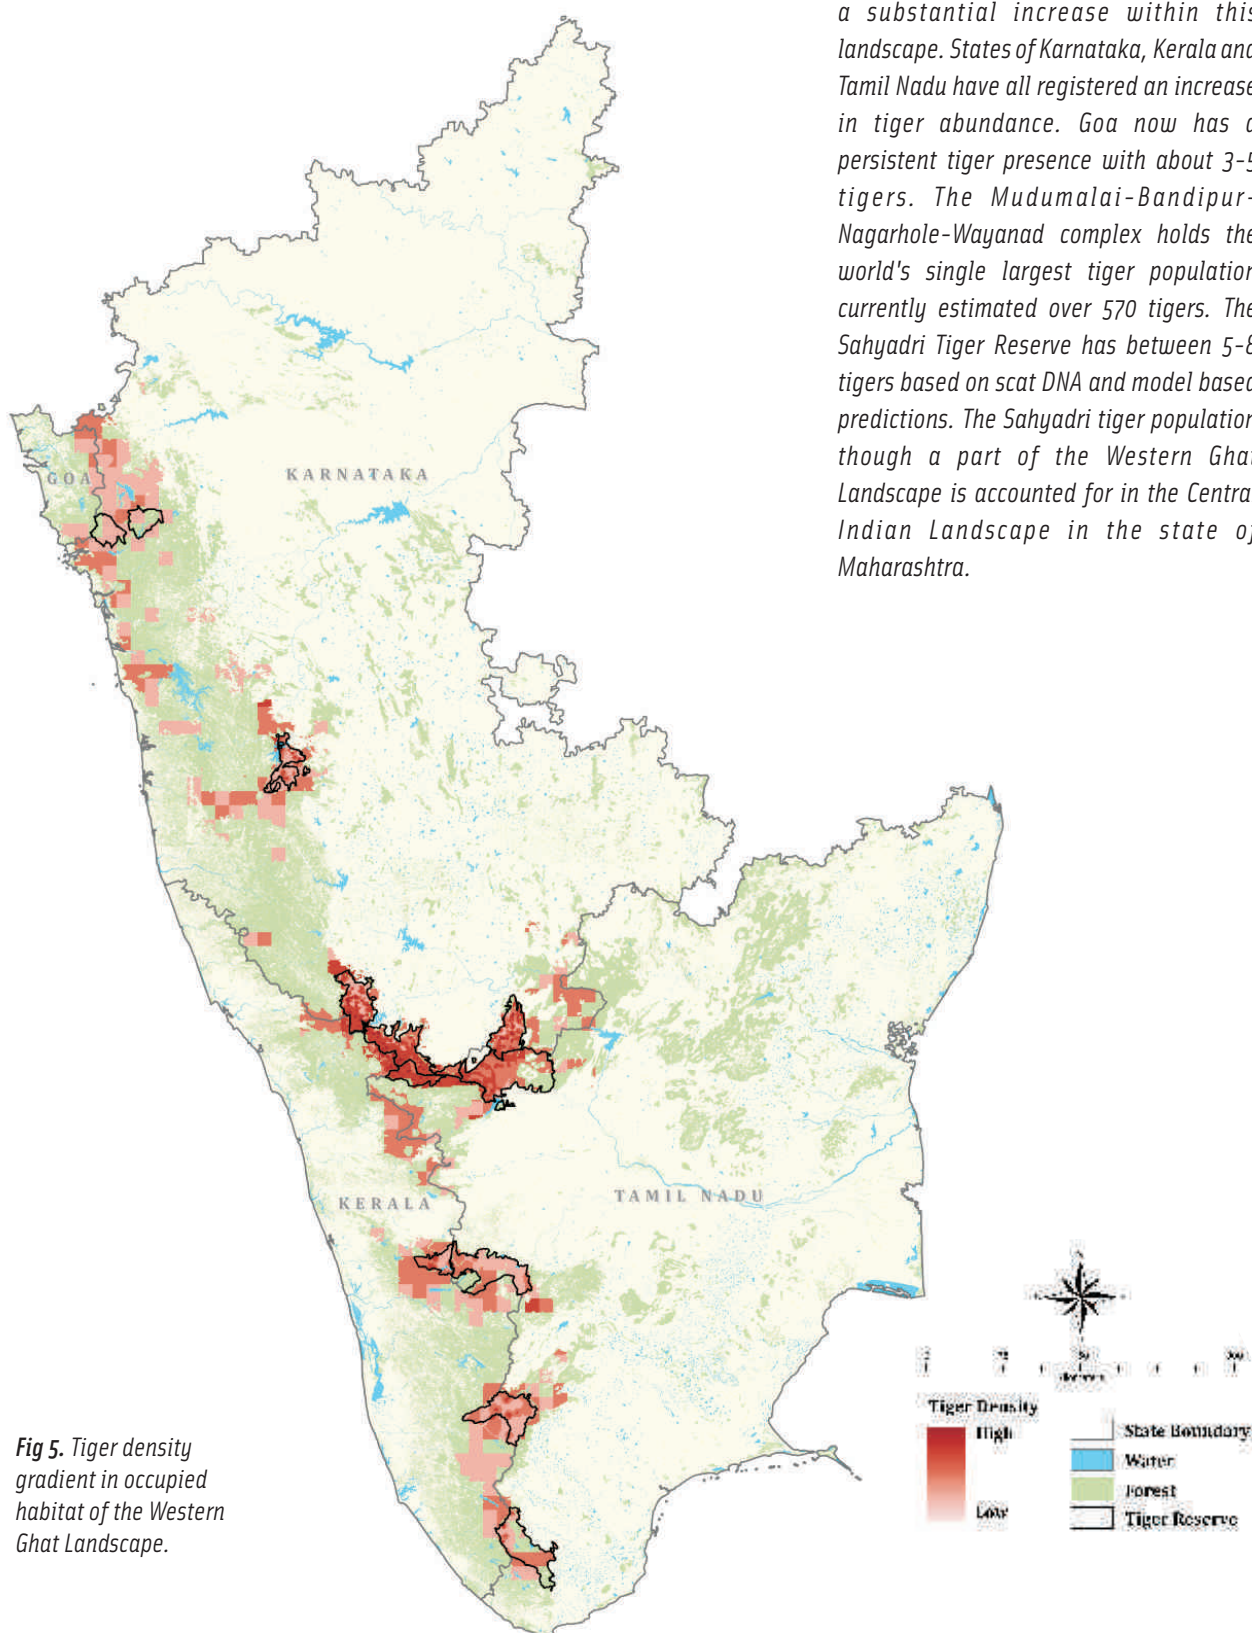 a substantial increase within this
landscape. States of Karnataka, Kerala and
Tamil Nadu have all registered an increase
in tiger abundance. Goa now has a
persistent tiger presence with about 3-5
tigers. The Mudumalai-Bandipur-
Nagarhole-Wayanad complex holds the
world's single largest tiger population
currently estimated over 570 tigers. The
Sahyadri Tiger Reserve has between 5-8
tigers based on scat DNA and model based
predictions. The Sahyadri tiger population
though a part of the Western Ghat
Landscape is accounted for in the Central
Indian Landscape in the state of
Maharashtra.
GOA
KARNATAKA
KERALA
TAMIL NADU
Tiger Density
High
Low
State Boundary
Water
Forest
Tiger Reserve
Fig 5. Tiger density
gradient in occupied
habitat of the Western
Ghat Landscape.